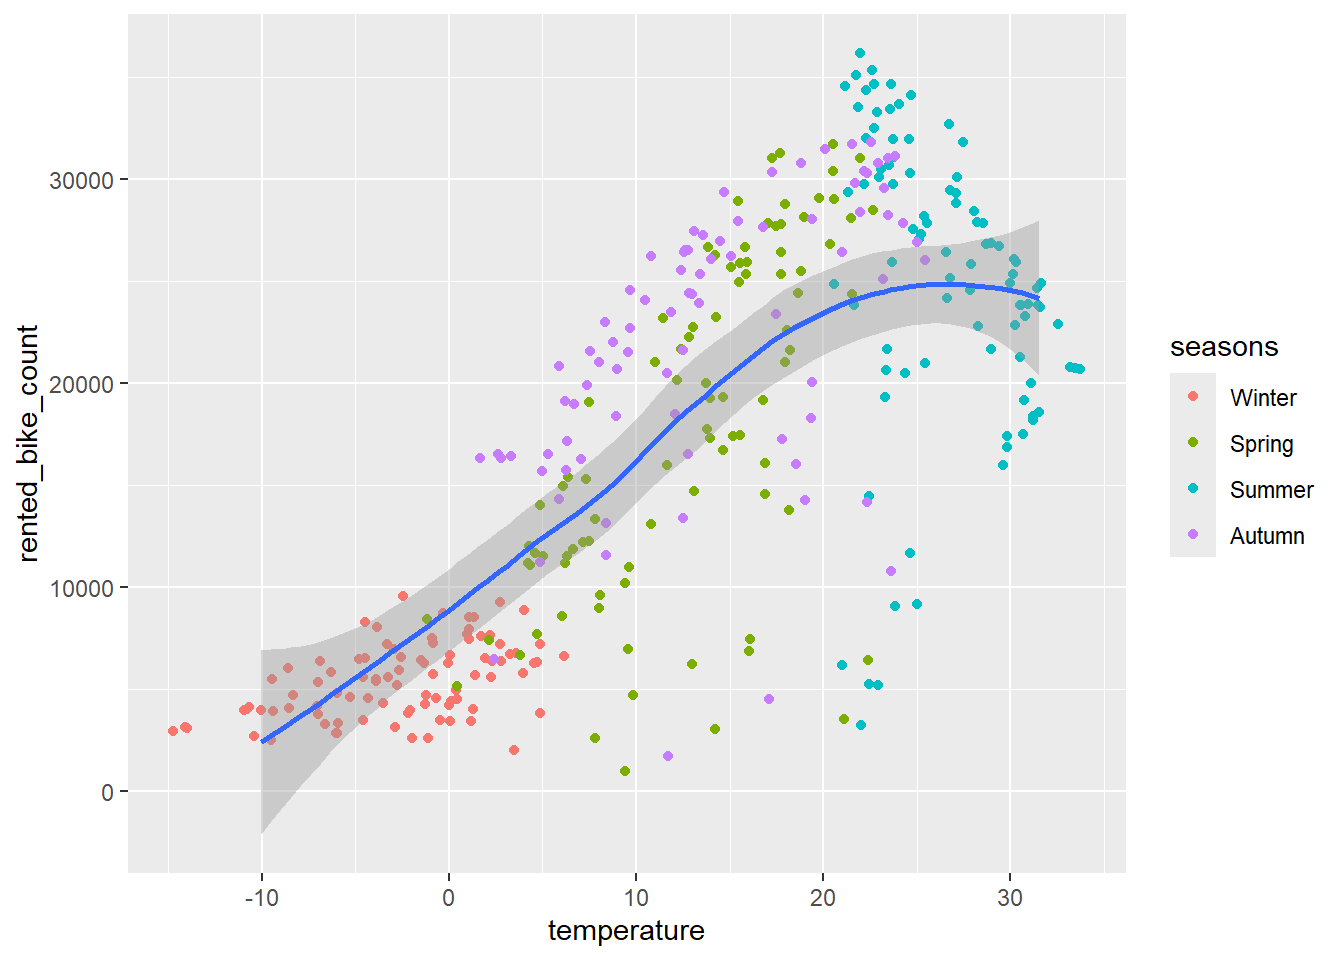 rented_bike_count
30000
20000
10000
0
-10
0
10
20
30
temperature
seasons
Winter
Spring
Summer
Autumn